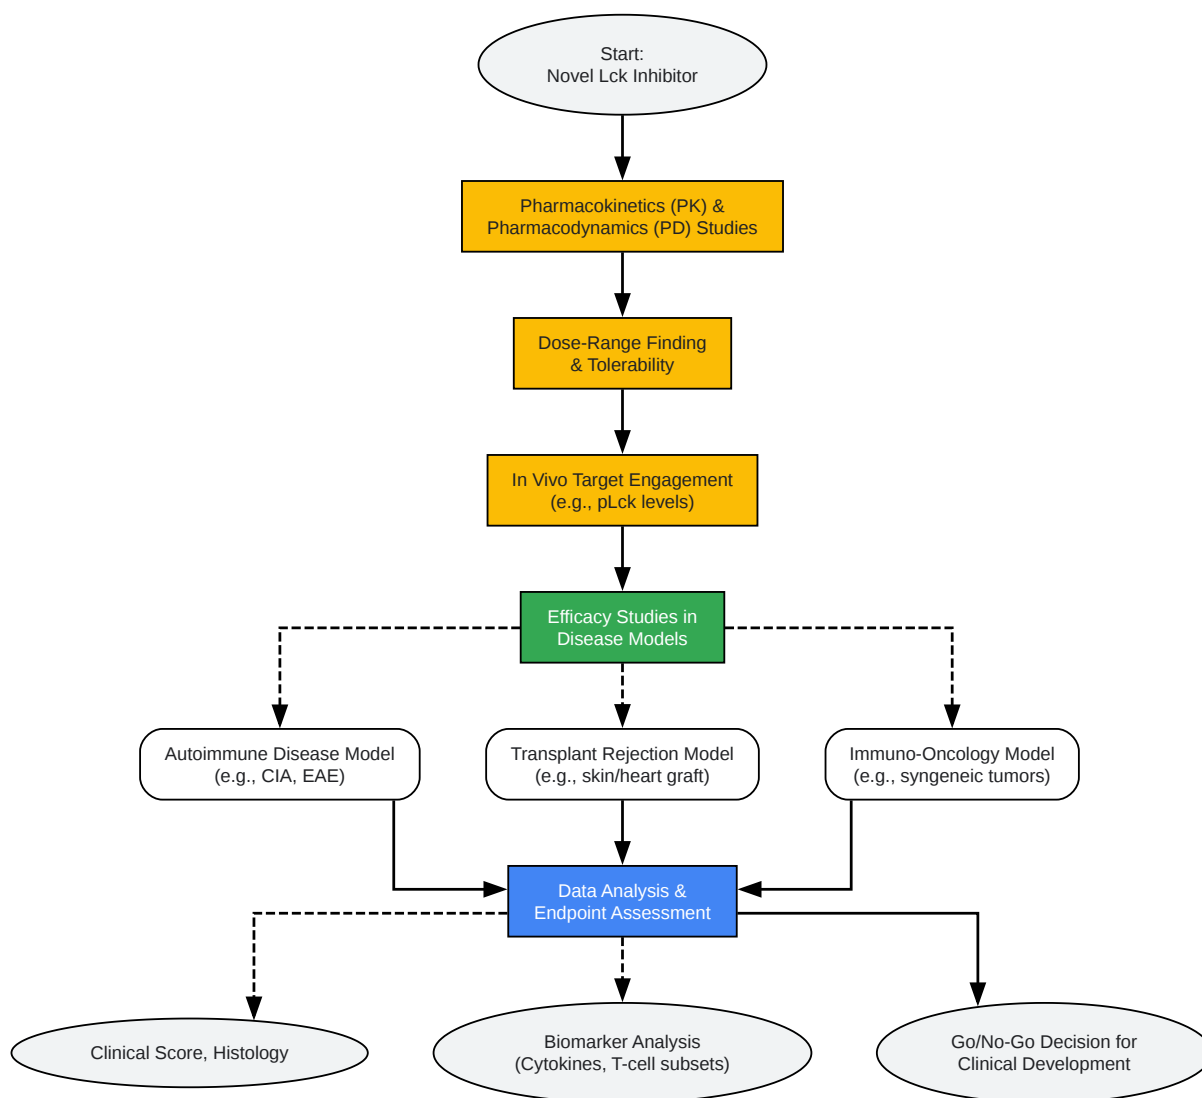 Start:
Novel Lck Inhibitor
Pharmacokinetics (PK) &
Pharmacodynamics (PD) Studies
Dose-Range Finding
& Tolerability
In Vivo Target Engagement
(e.g., pLck levels)
Efficacy Studies in
Disease Models
Autoimmune Disease Model
(e.g., CIA, EAE)
Transplant Rejection Model
(e.g., skin/heart graft)
Immuno-Oncology Model
(e.g., syngeneic tumors)
Data Analysis &
Endpoint Assessment
Clinical Score, Histology
Biomarker Analysis
(Cytokines, T-cell subsets)
Go/No-Go Decision for
Clinical Development